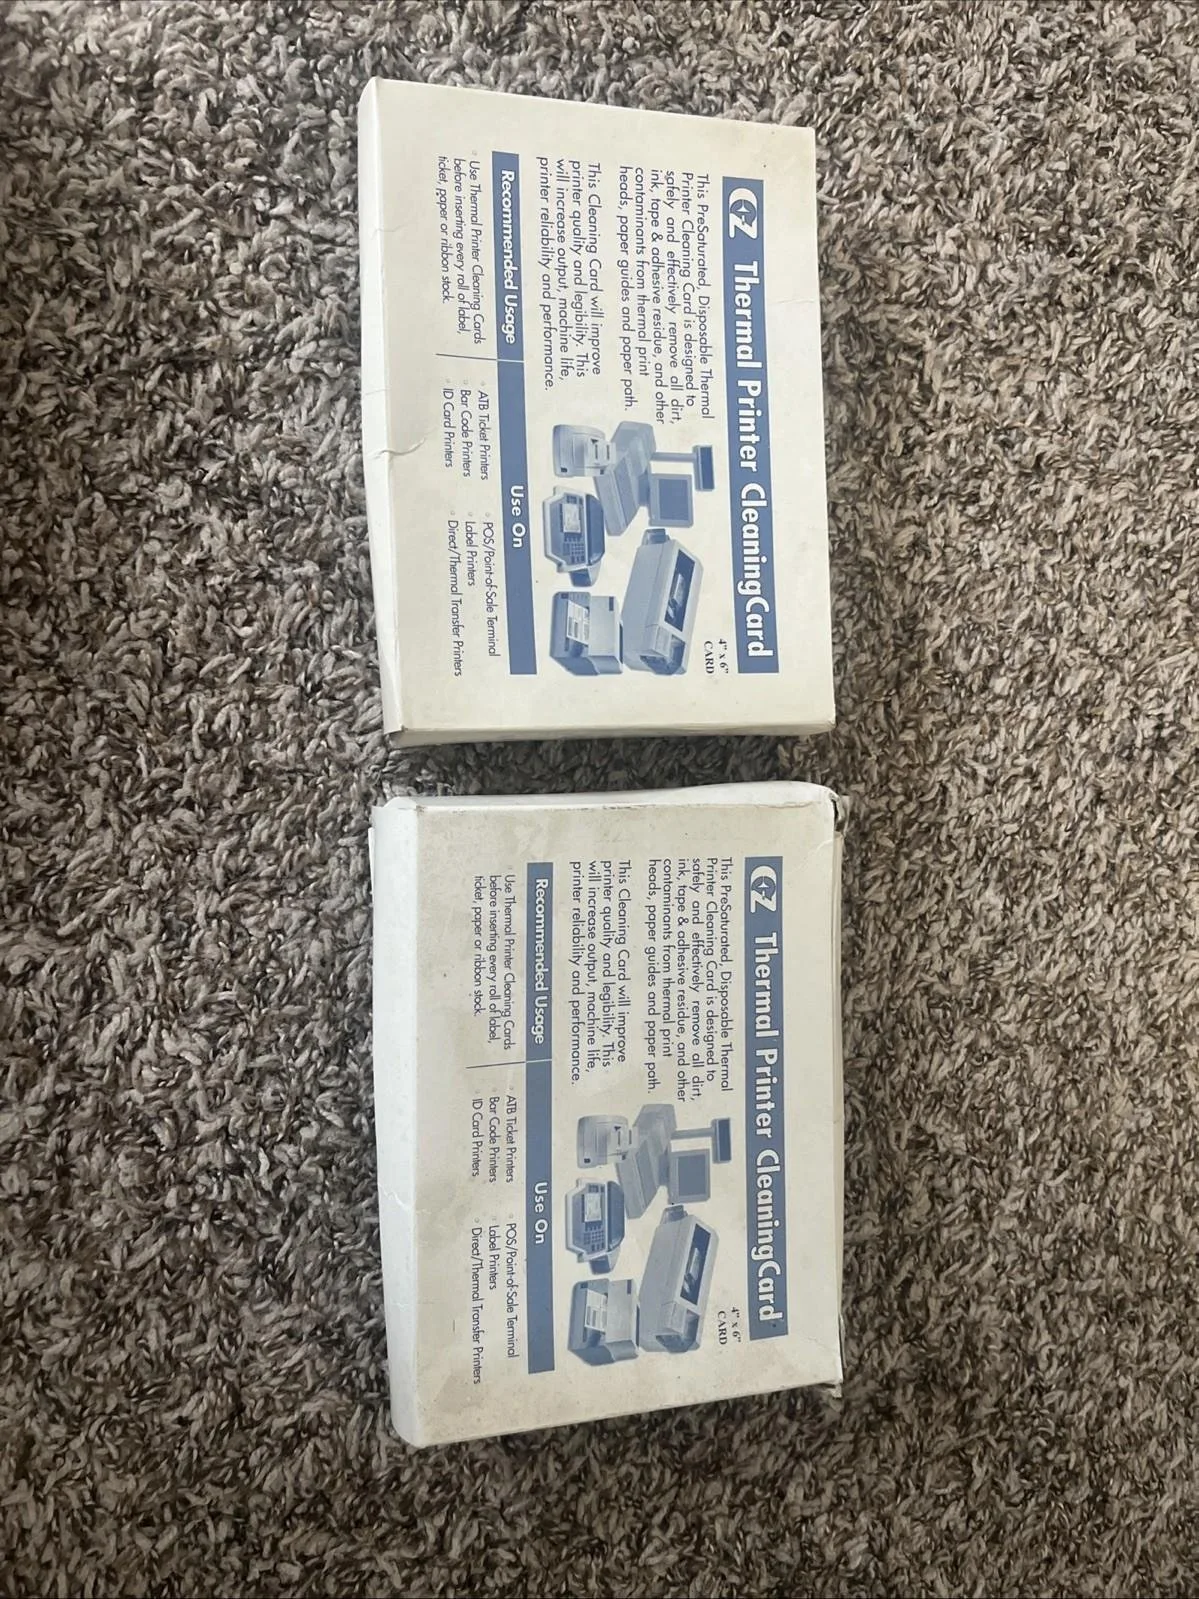 CZ Thermal Printer CleaningCard
4" x 6"
CARD
This PreSaturated, Disposable Thermal
Printer Cleaning Card is designed to
safely and effectively remove all dirt,
ink, tape & adhesive residue, and other
contaminants from thermal print
heads, paper guides and paper path.
This Cleaning Card will improve
printer quality and legibility. This
will increase output, machine life,
printer reliability and performance.
Recommended Usage
Use Thermal Printer Cleaning Cards
before inserting every roll of label,
ticket, paper or ribbon stock.
Use On
ATB Ticket Printers
Bar Code Printers
ID Card Printers
POS/Point-of-Sale Terminal
Label Printers
Direct/Thermal Transfer Printers
CZ Thermal Printer CleaningCard
4" x 6"
CARD
This PreSaturated, Disposable Thermal
Printer Cleaning Card is designed to
safely and effectively remove all dirt,
ink, tape & adhesive residue, and other
contaminants from thermal print
heads, paper guides and paper path.
This Cleaning Card will improve
printer quality and legibility. This
will increase output, machine life,
printer reliability and performance.
Recommended Usage
Use Thermal Printer Cleaning Cards
before inserting every roll of label,
ticket, paper or ribbon stock.
Use On
ATB Ticket Printers
Bar Code Printers
ID Card Printers
POS/Point-of-Sale Terminal
Label Printers
Direct/Thermal Transfer Printers